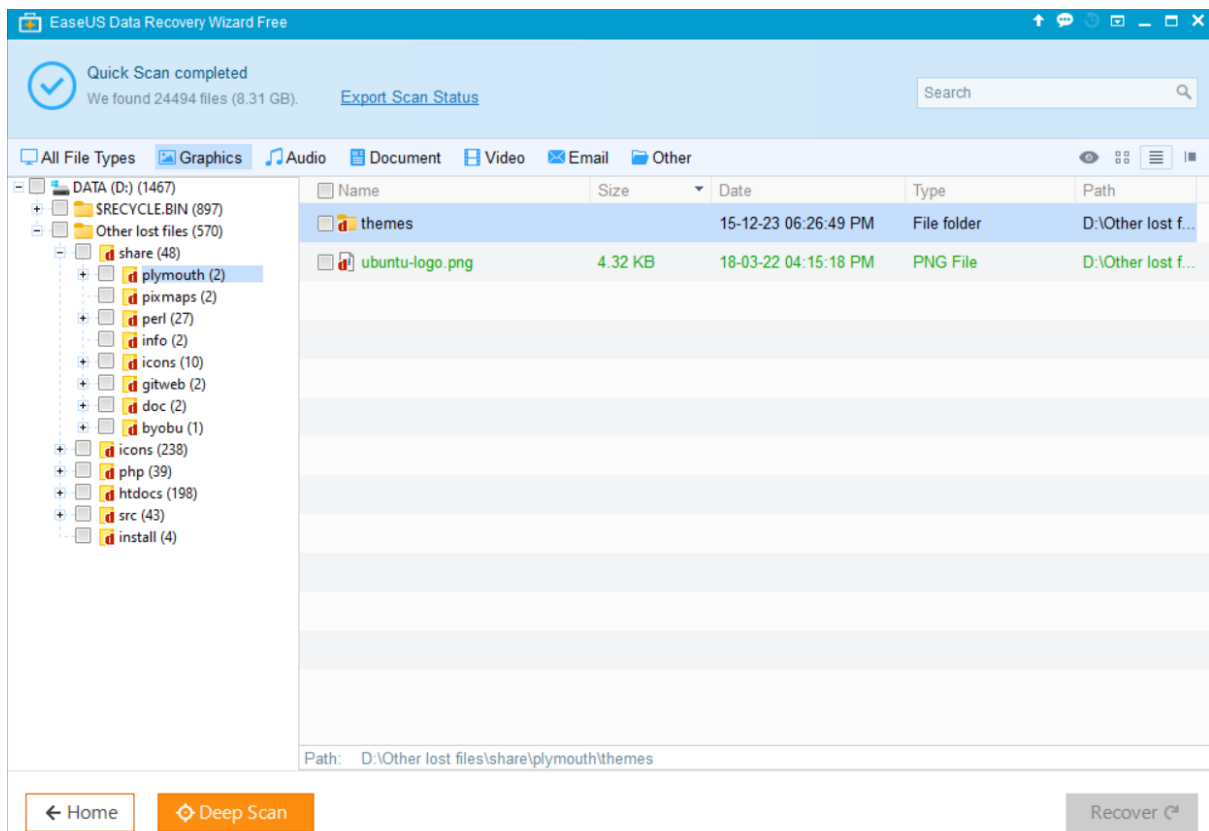 EaseUS Data Recovery Wizard Free
Quick Scan completed
We found 24494 files (8.31 GB).
Export Scan Status
Search
All File Types Graphics Audio Document Video Email Other
DATA (D:) (1467)
$RECYCLE.BIN (897)
Other lost files (570)
share (48)
plymouth (2)
pixmaps (2)
perl (27)
info (2)
icons (10)
gitweb (2)
doc (2)
byobu (1)
icons (238)
php (39)
htdocs (198)
src (43)
install (4)
Name Size Date Type Path
themes 15-12-23 06:26:49 PM File folder D:\Other lost f...
ubuntu-logo.png 4.32 KB 18-03-22 04:15:18 PM PNG File D:\Other lost f...
Path: D:\Other lost files\share\plymouth\themes
Home Deep Scan Recover